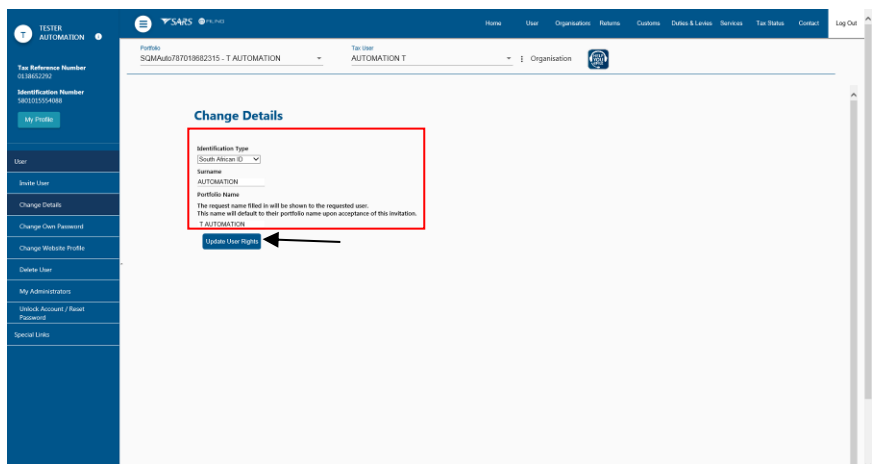 TESTER
AUTOMATION
T
Tax Reference Number
0138652292
Identification Number
5801015554088
My Profile
User
Invite User
Change Details
Change Own Password
Change Website Profile
Delete User
My Administrators
Unlock Account / Reset
Password
Special Links
SARS eFILING
Home User Organisations Returns Customs Duties & Levies Services Tax Status Contact Log Out
Portfolio
SQMAuto787018682315 - T AUTOMATION
Tax User
AUTOMATION T
Organisation
Change Details
Identification Type
South African ID
Surname
AUTOMATION
Portfolio Name
The request name filled in will be shown to the requested user.
This name will default to their portfolio name upon acceptance of this invitation.
T AUTOMATION
Update User Rights